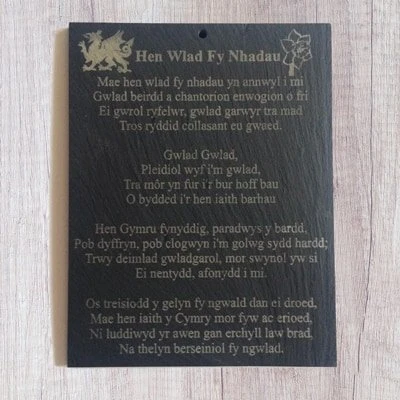 Hen Wlad Fy Nhadau
Mae hen wlad fy nhadau yn annwyl i mi
Gwlad beirdd a chantorion enwogion o fri
Ei gwrol ryfelwr, gwlad garwyr tra mad
Tros ryddid collasant eu gwaed.
Gwlad Gwlad,
Pleidiol wyf i'm gwlad,
Tra môr yn fur i'r bur hoff bau
O bydded i'r hen iaith barhau
Hen Gymru fynyddig, paradwys y bardd,
Pob dyffryn, pob clogwyn i'm golwg sydd hardd;
Trwy deimlad gwladgarol, mor swynol yw si
Ei nentydd, afonydd i mi.
Os treisiodd y gelyn fy ngwald dan ei droed,
Mae hen iaith y Cymry mor fyw ac erioed,
Ni luddiwyd yr awen gan erchyll law brad,
Na thelyn berseiniol fy ngwlad.